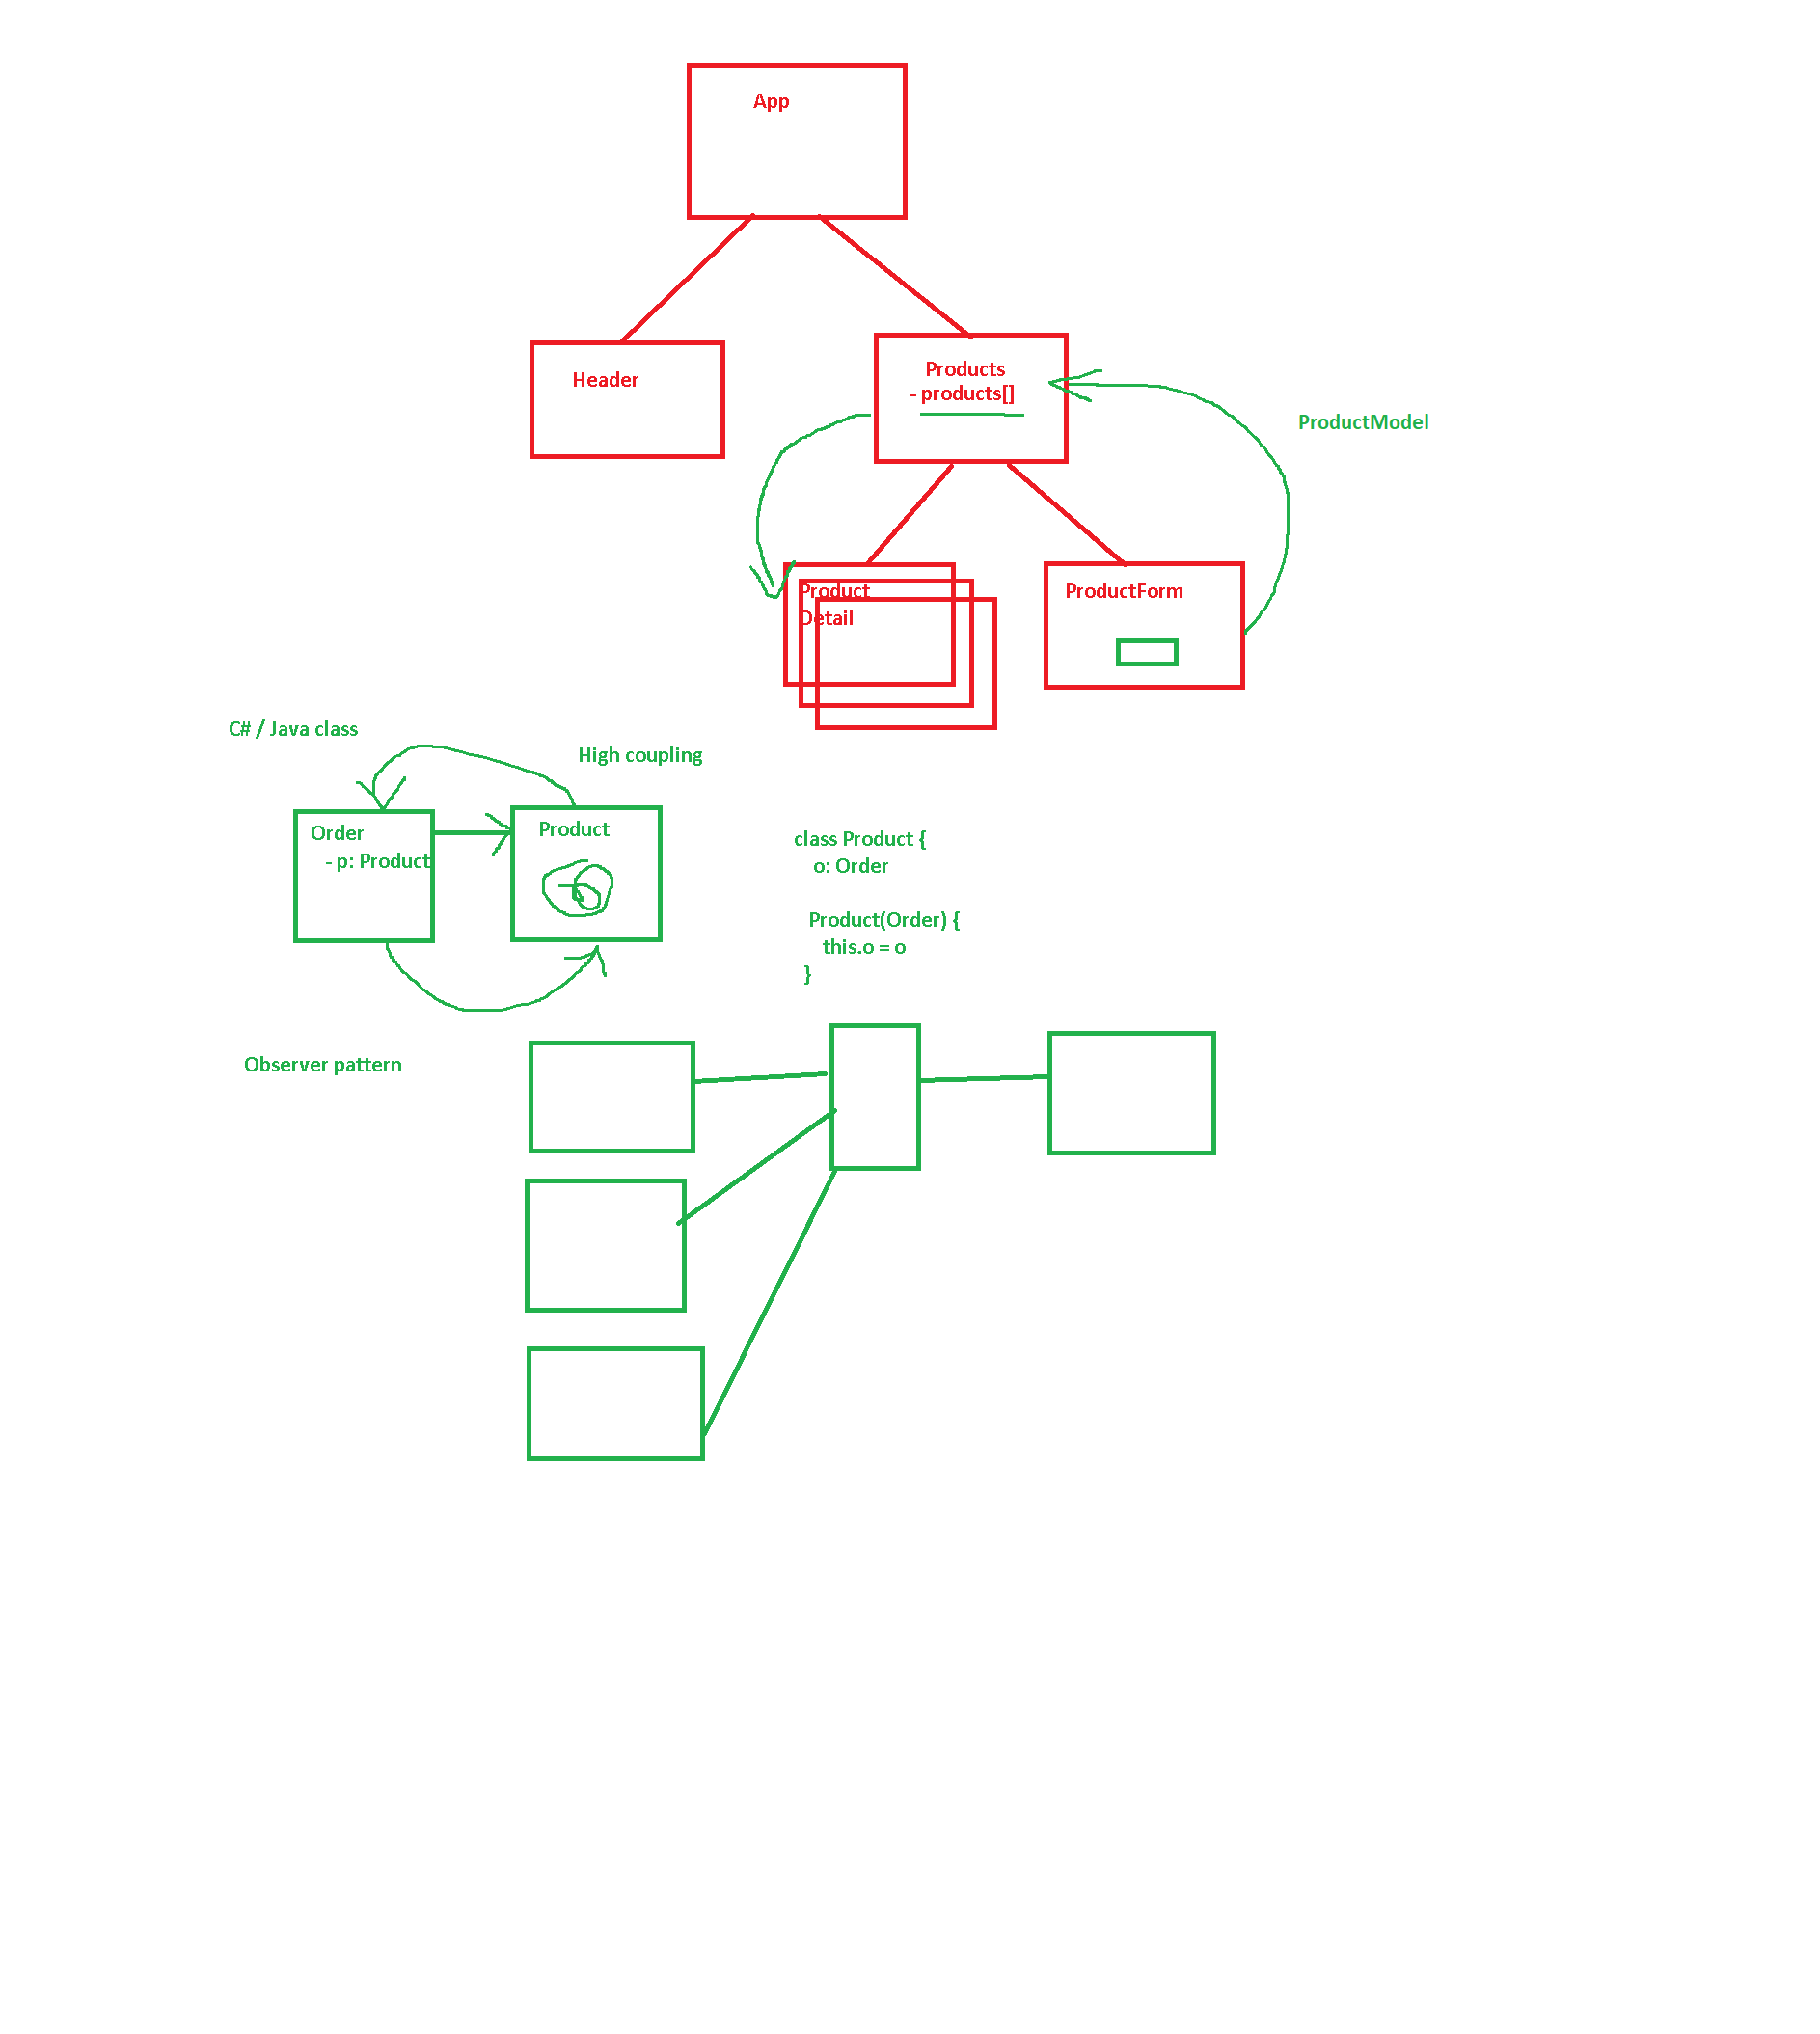 App
Header
Products
- products[]
ProductModel
Product
Detail
ProductForm
C# / Java class
High coupling
Order
- p: Product
Product
class Product {
o: Order
Product(Order) {
this.o = o
}
Observer pattern